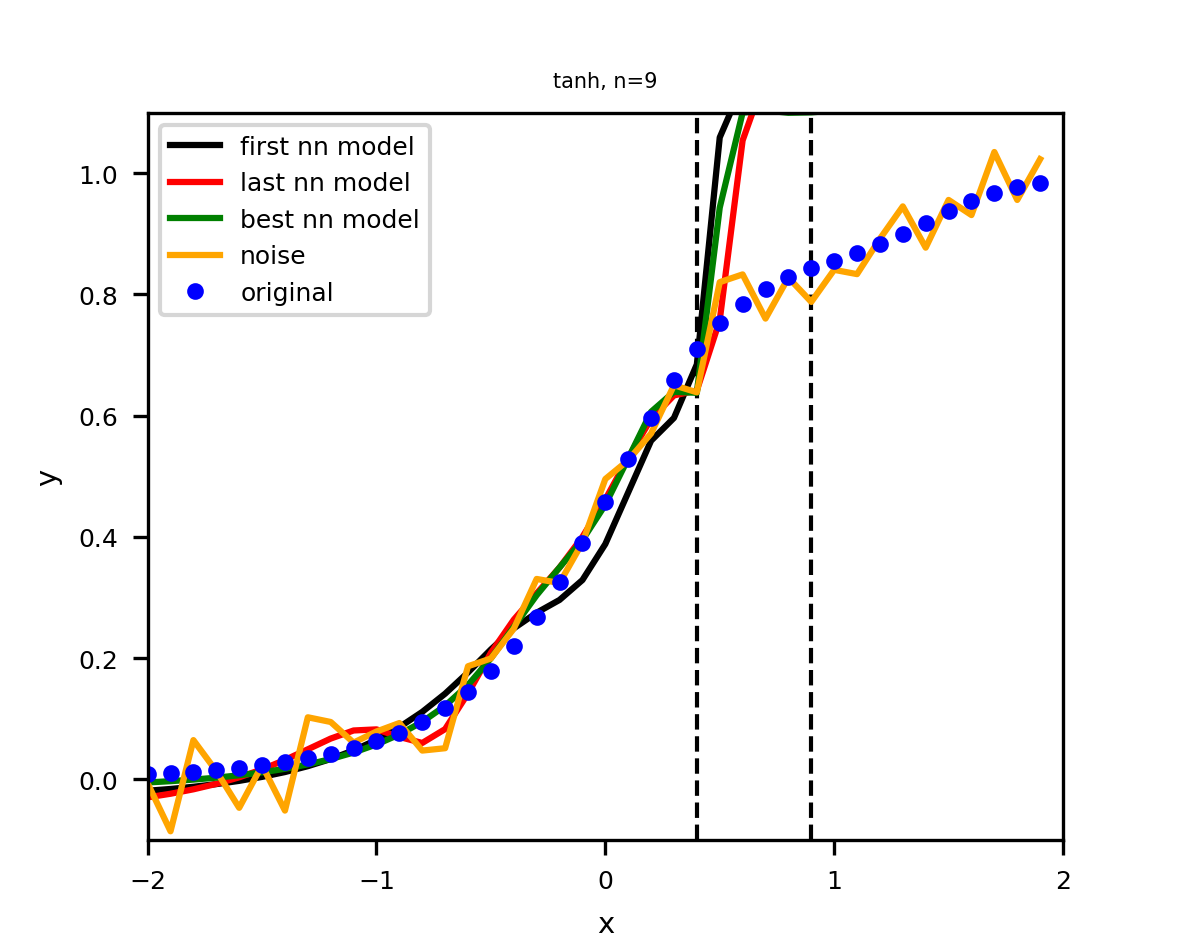 tanh, n=9
first nn model
last nn model
best nn model
noise
original
1.0
0.8
0.6
0.4
0.2
0.0
y
−2
−1
0
1
2
x